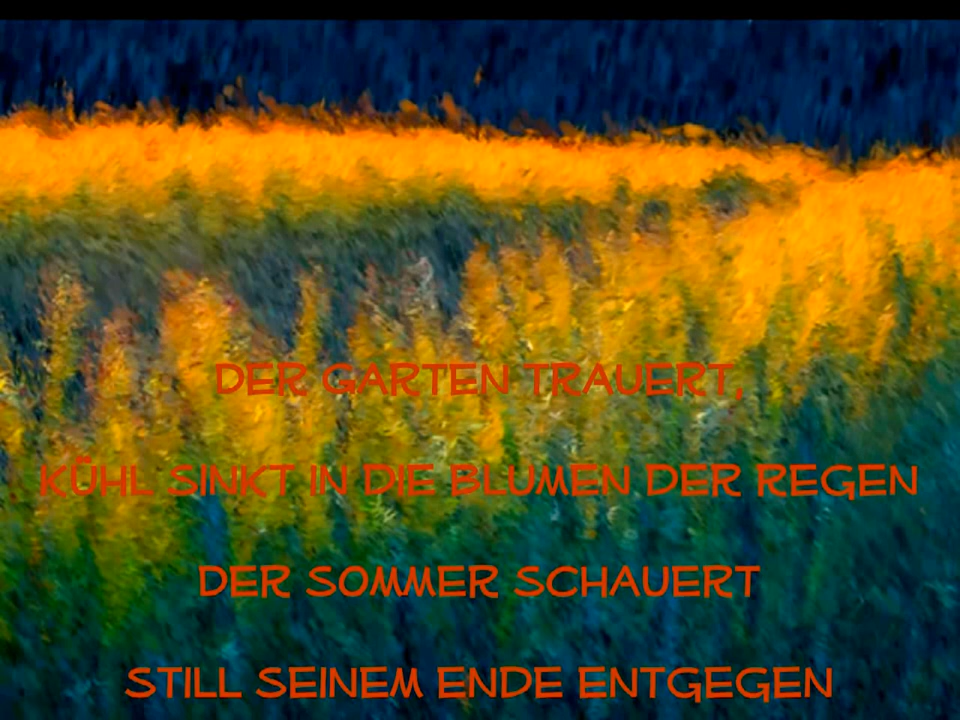 DER GARTEN TRAUERT,
KÜHL SINKT IN DIE BLUMEN DER REGEN
DER SOMMER SCHAUERT
STILL SEINEM ENDE ENTGEGEN